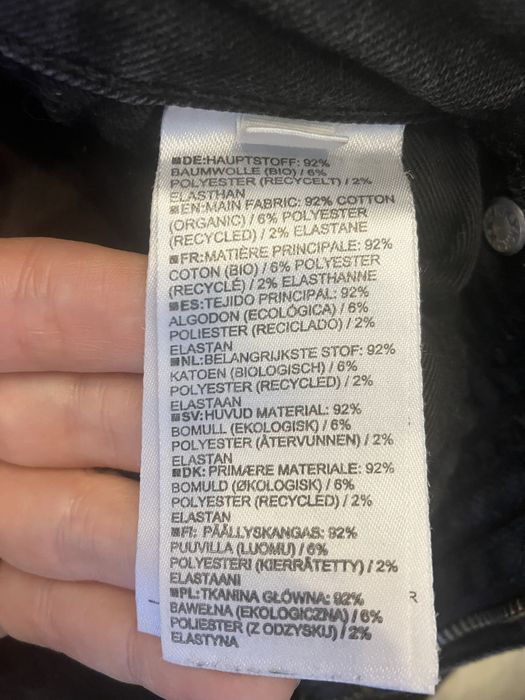 DE:HAUPTSTOFF: 92%
BAUMWOLLE (BIO) / 6%
POLYESTER (RECYCELT) / 2%
ELASTHAN
EN:MAIN FABRIC: 92% COTTON
(ORGANIC) / 6% POLYESTER
(RECYCLED) / 2% ELASTANE
FR:MATIÈRE PRINCIPALE: 92%
COTON (BIO) / 6% POLYESTER
(RECYCLÉ) / 2% ELASTHANNE
ES:TEJIDO PRINCIPAL: 92%
ALGODON (ECOLÓGICA) / 6%
POLIESTER (RECICLADO) / 2%
ELASTAN
NL:BELANGRIJKSTE STOF: 92%
KATOEN (BIOLOGISCH) / 6%
POLYESTER (RECYCLED) / 2%
ELASTAAN
SV:HUVUD MATERIAL: 92%
BOMULL (EKOLOGISK) / 6%
POLYESTER (ÅTERVUNNEN) / 2%
ELASTAN
DK: PRIMÆRE MATERIALE: 92%
BOMULD (ØKOLOGISK) / 6%
POLYESTER (RECYCLED) / 2%
ELASTAN
FI: PÄÄLLYSKANGAS: 92%
PUUVILLA (LUOMU) / 6%
POLYESTERI (KIERRÄTETTY) / 2%
ELASTAANI
PL:TKANINA GŁÓWNA: 92%
BAWEŁNA (EKOLOGICZNA) / 6%
POLIESTER (Z ODZYSKU) / 2%
ELASTYNA
R